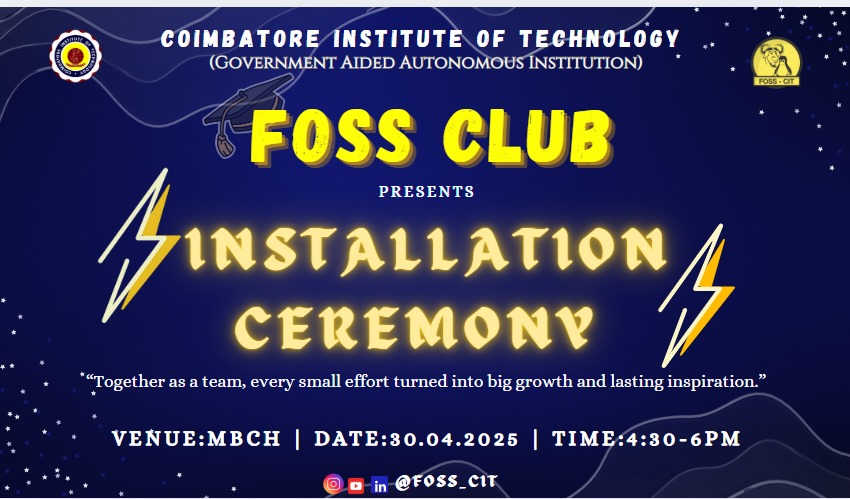 COIMBATORE INSTITUTE OF TECHNOLOGY
(GOVERNMENT AIDED AUTONOMOUS INSTITUTION)
FOSS - CIT
FOSS CLUB
PRESENTS
INSTALLATION
CEREMONY
“Together as a team, every small effort turned into big growth and lasting inspiration.”
VENUE:MBCH | DATE:30.04.2025 | TIME:4:30-6PM
in @FOSS_CIT